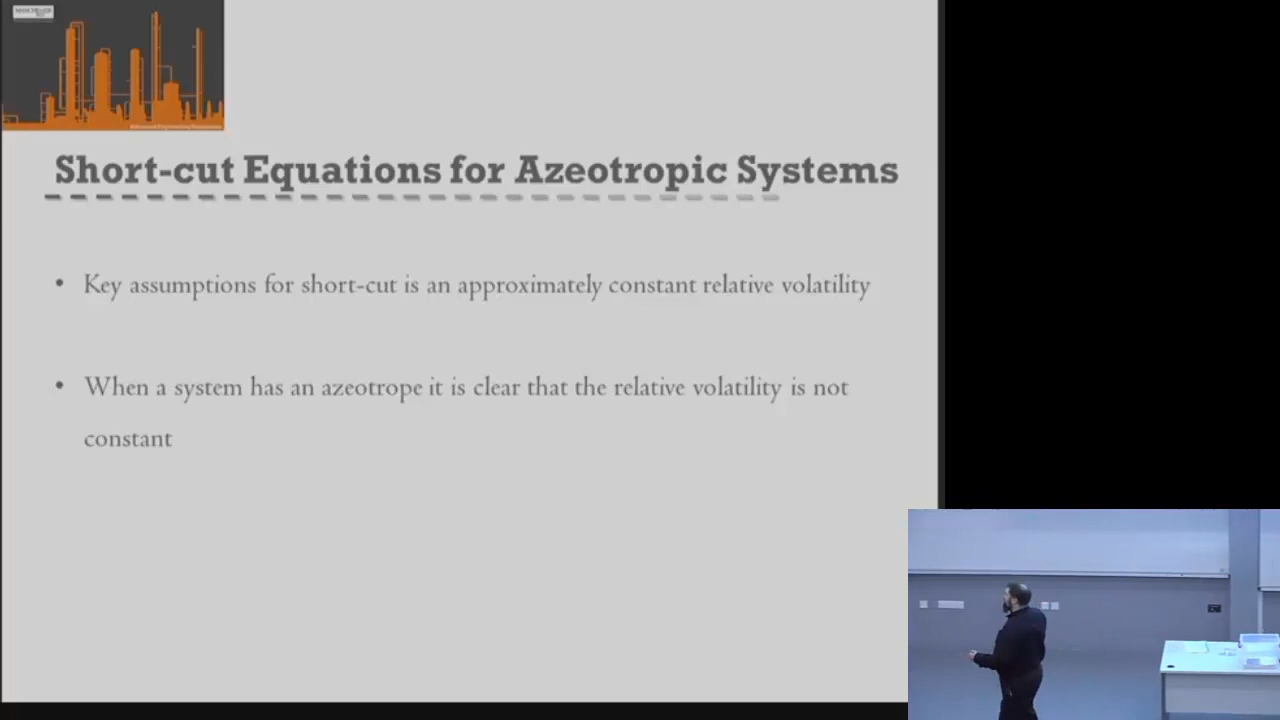 MANCHESTER
Short-cut Equations for Azeotropic Systems
• Key assumptions for short-cut is an approximately constant relative volatility
• When a system has an azeotrope it is clear that the relative volatility is not
constant